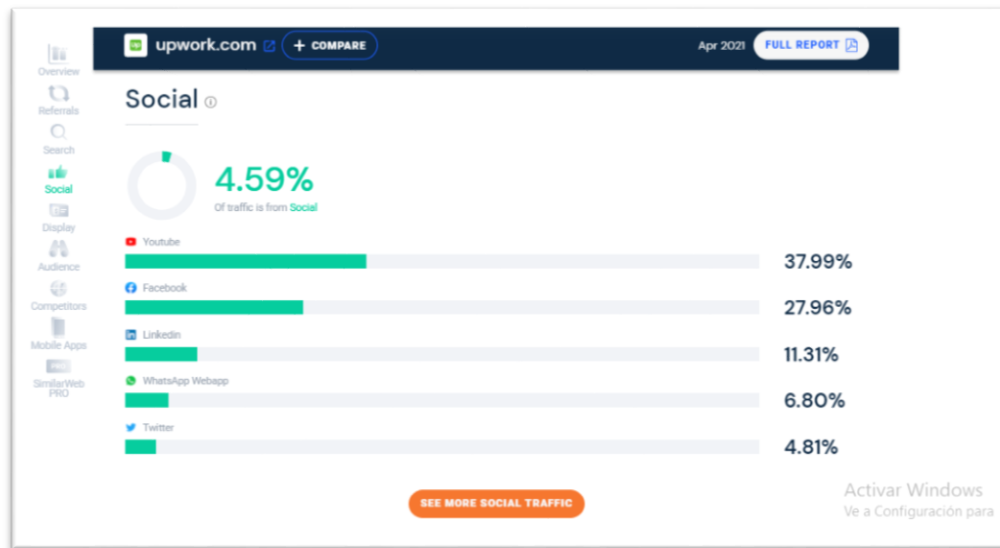 upwork.com
+ COMPARE
Apr 2021
FULL REPORT
Overview
Referrals
Search
Social
Display
Audience
Competitors
Mobile Apps
PRO
SimilarWeb
PRO
Social
4.59%
Of traffic is from Social
Youtube
37.99%
Facebook
27.96%
Linkedin
11.31%
WhatsApp Webapp
6.80%
Twitter
4.81%
SEE MORE SOCIAL TRAFFIC
Activar Windows
Ve a Configuración para